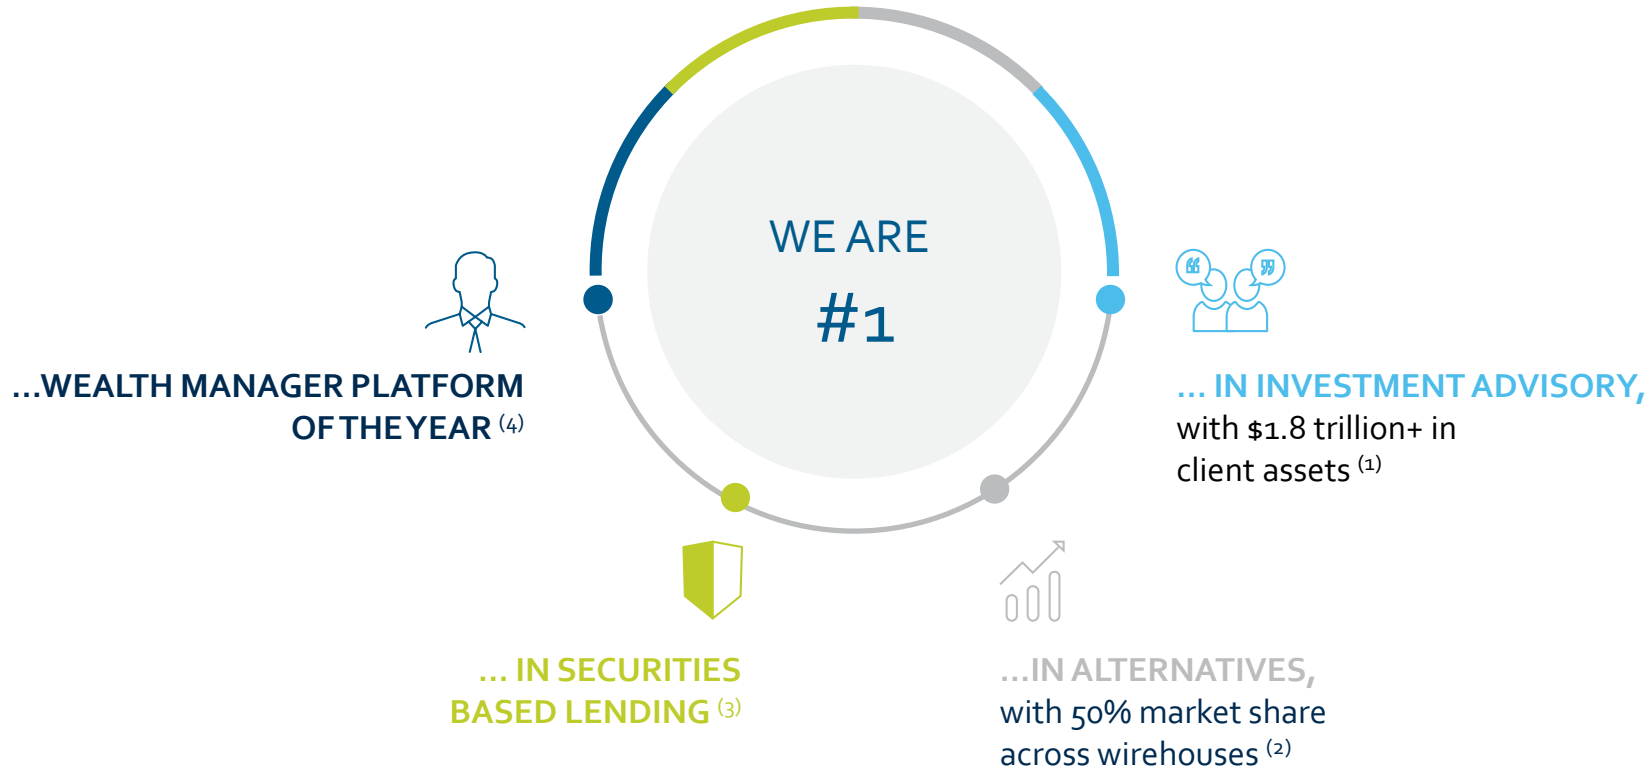 WE ARE
#1
…WEALTH MANAGER PLATFORM
OF THE YEAR (4)
… IN INVESTMENT ADVISORY,
with $1.8 trillion+ in
client assets (1)
… IN SECURITIES
BASED LENDING (3)
…IN ALTERNATIVES,
with 50% market share
across wirehouses (2)